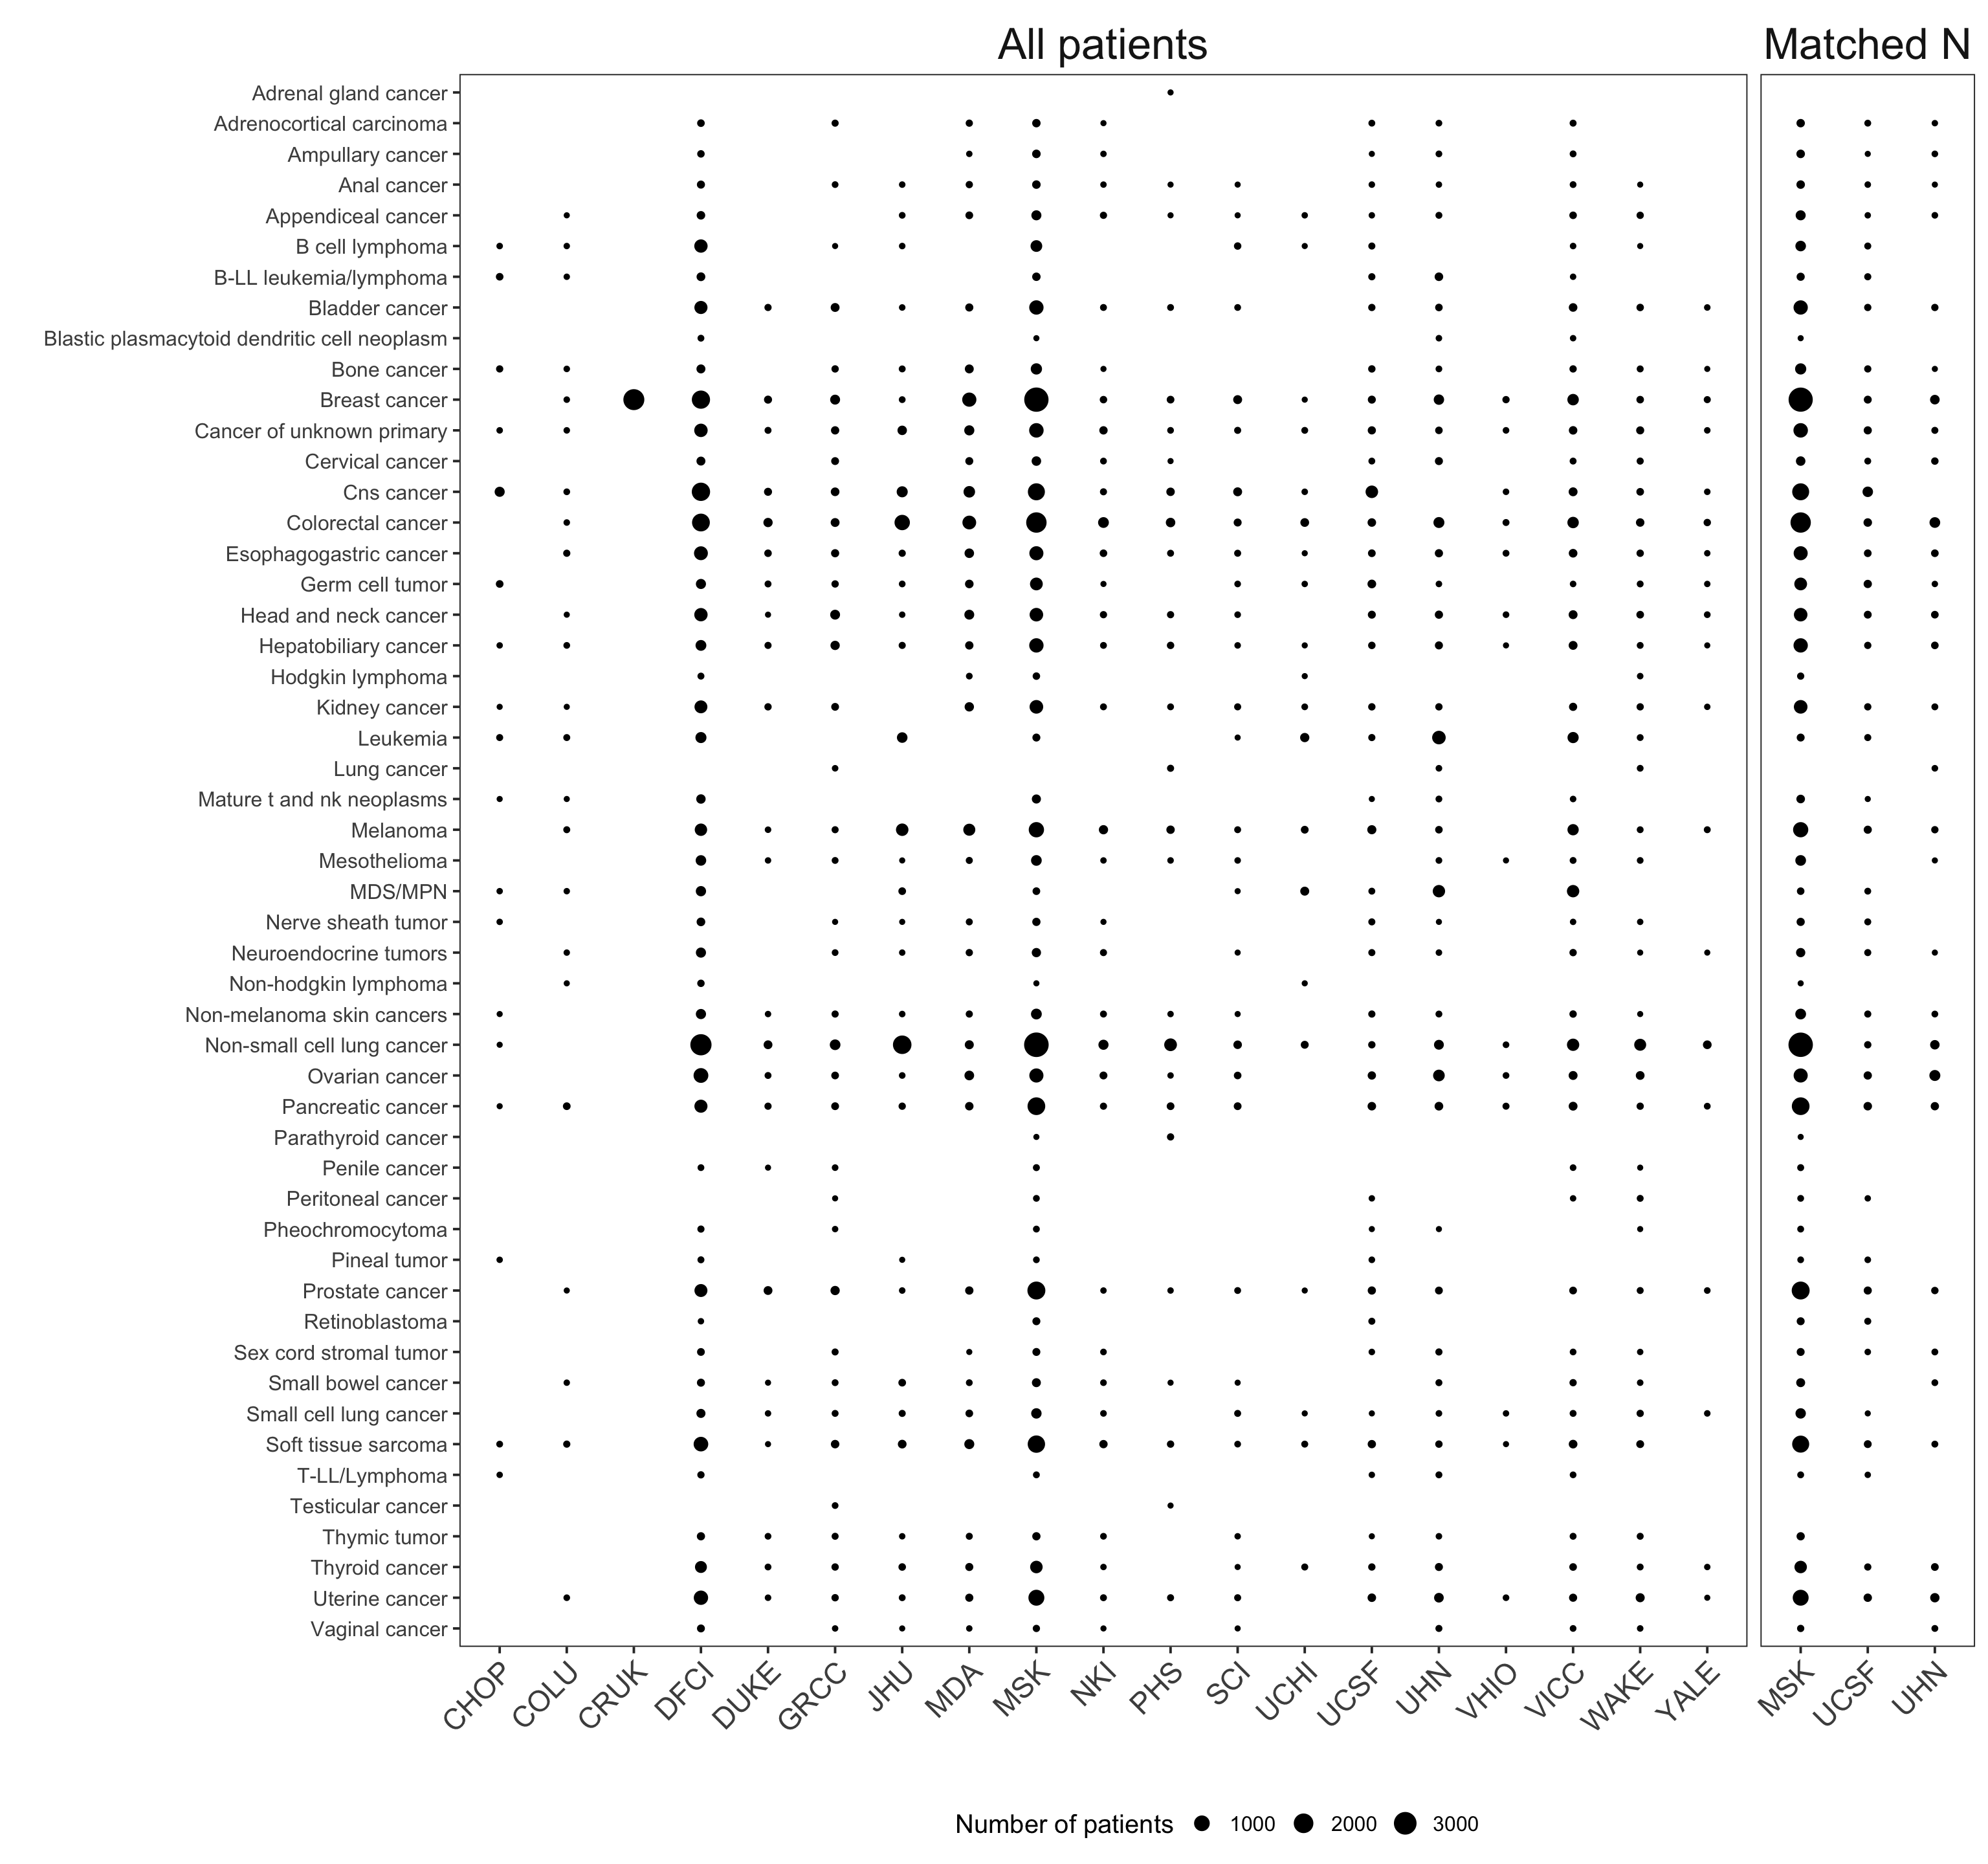 All patients
Matched N
Adrenal gland cancer
Adrenocortical carcinoma
Ampullary cancer
Anal cancer
Appendiceal cancer
B cell lymphoma
B-LL leukemia/lymphoma
Bladder cancer
Blastic plasmacytoid dendritic cell neoplasm
Bone cancer
Breast cancer
Cancer of unknown primary
Cervical cancer
Cns cancer
Colorectal cancer
Esophagogastric cancer
Germ cell tumor
Head and neck cancer
Hepatobiliary cancer
Hodgkin lymphoma
Kidney cancer
Leukemia
Lung cancer
Mature t and nk neoplasms
Melanoma
Mesothelioma
MDS/MPN
Nerve sheath tumor
Neuroendocrine tumors
Non-hodgkin lymphoma
Non-melanoma skin cancers
Non-small cell lung cancer
Ovarian cancer
Pancreatic cancer
Parathyroid cancer
Penile cancer
Peritoneal cancer
Pheochromocytoma
Pineal tumor
Prostate cancer
Retinoblastoma
Sex cord stromal tumor
Small bowel cancer
Small cell lung cancer
Soft tissue sarcoma
T-LL/Lymphoma
Testicular cancer
Thymic tumor
Thyroid cancer
Uterine cancer
Vaginal cancer
CHOP COLU CRUK DFCI DUKE GRCC JHU MDA MSK NKI PHS SCI UCHI UCSF UHN VHIO VICC WAKE YALE
MSK UCSF UHN
Number of patients 1000 2000 3000